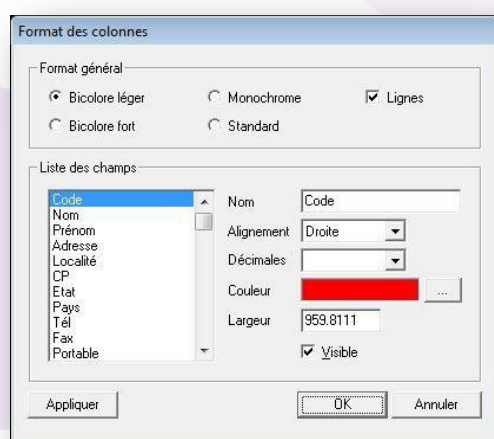 Format des colonnes
Format général
Bicolore léger
Monochrome
Lignes
Bicolore fort
Standard
Liste des champs
Code
Nom
Prénom
Adresse
Localité
CP
Etat
Pays
Tél
Fax
Portable
Nom
Code
Alignement
Droite
Décimales
Couleur
...
Largeur
959.8111
Visible
Appliquer
OK
Annuler